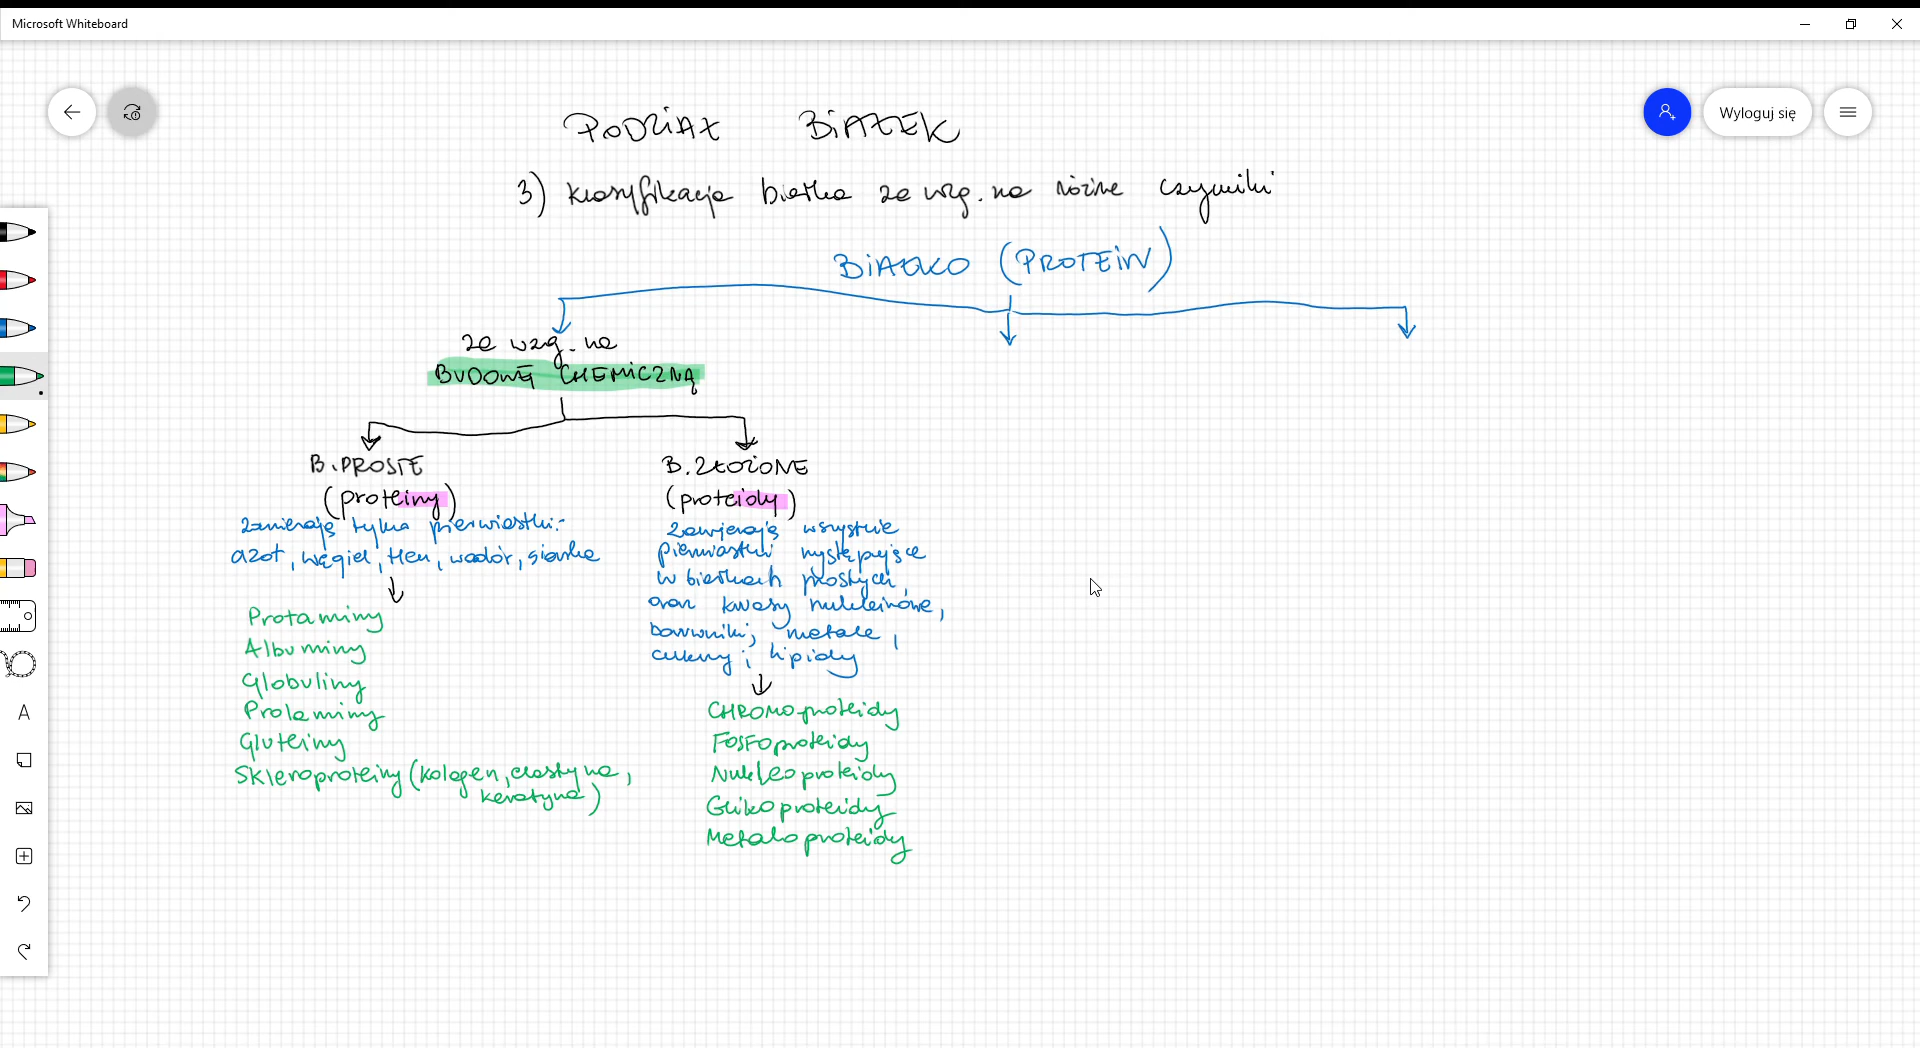 Microsoft Whiteboard
Wyloguj się
PODZIAŁ BIAŁEK
3) klasyfikacja białka ze wzg. na różne czynniki
BIAŁKO (PROTEIN)
ze wzg. na
BUDOWĘ CHEMICZNĄ
B. PROSTE
(proteiny)
zawierają tylko pierwiastki:
azot, węgiel, tlen, wodór, siarka
Protaminy
Albuminy
Globuliny
Prolaminy
Gluteiny
Skleroproteiny (kolagen, elastyna,
keratyna)
B. ZŁOŻONE
(proteidy)
zawierają wszystkie
pierwiastki występujące
w białkach prostych
oraz kwasy nukleinowe,
barwniki, metale,
cukry i lipidy
CHROMOproteidy
FOSFOproteidy
Nukleoproteidy
Glikoproteidy
Metaloproteidy
A